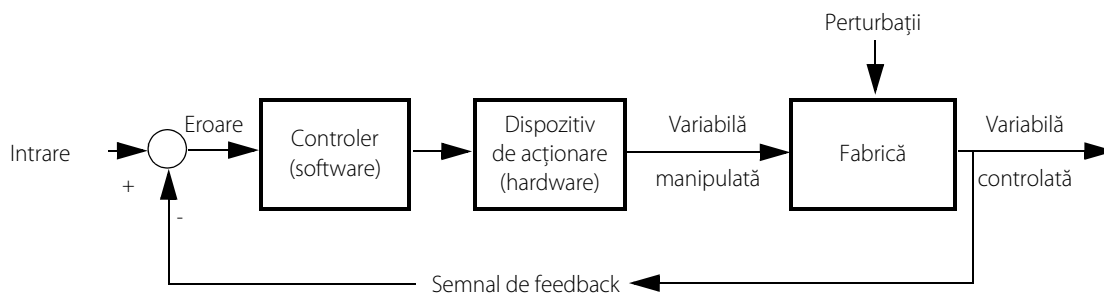 Perturbații
Intrare
+
-
Eroare
Controler
(software)
Dispozitiv
de acționare
(hardware)
Variabilă
manipulată
Fabrică
Variabilă
controlată
Semnal de feedback